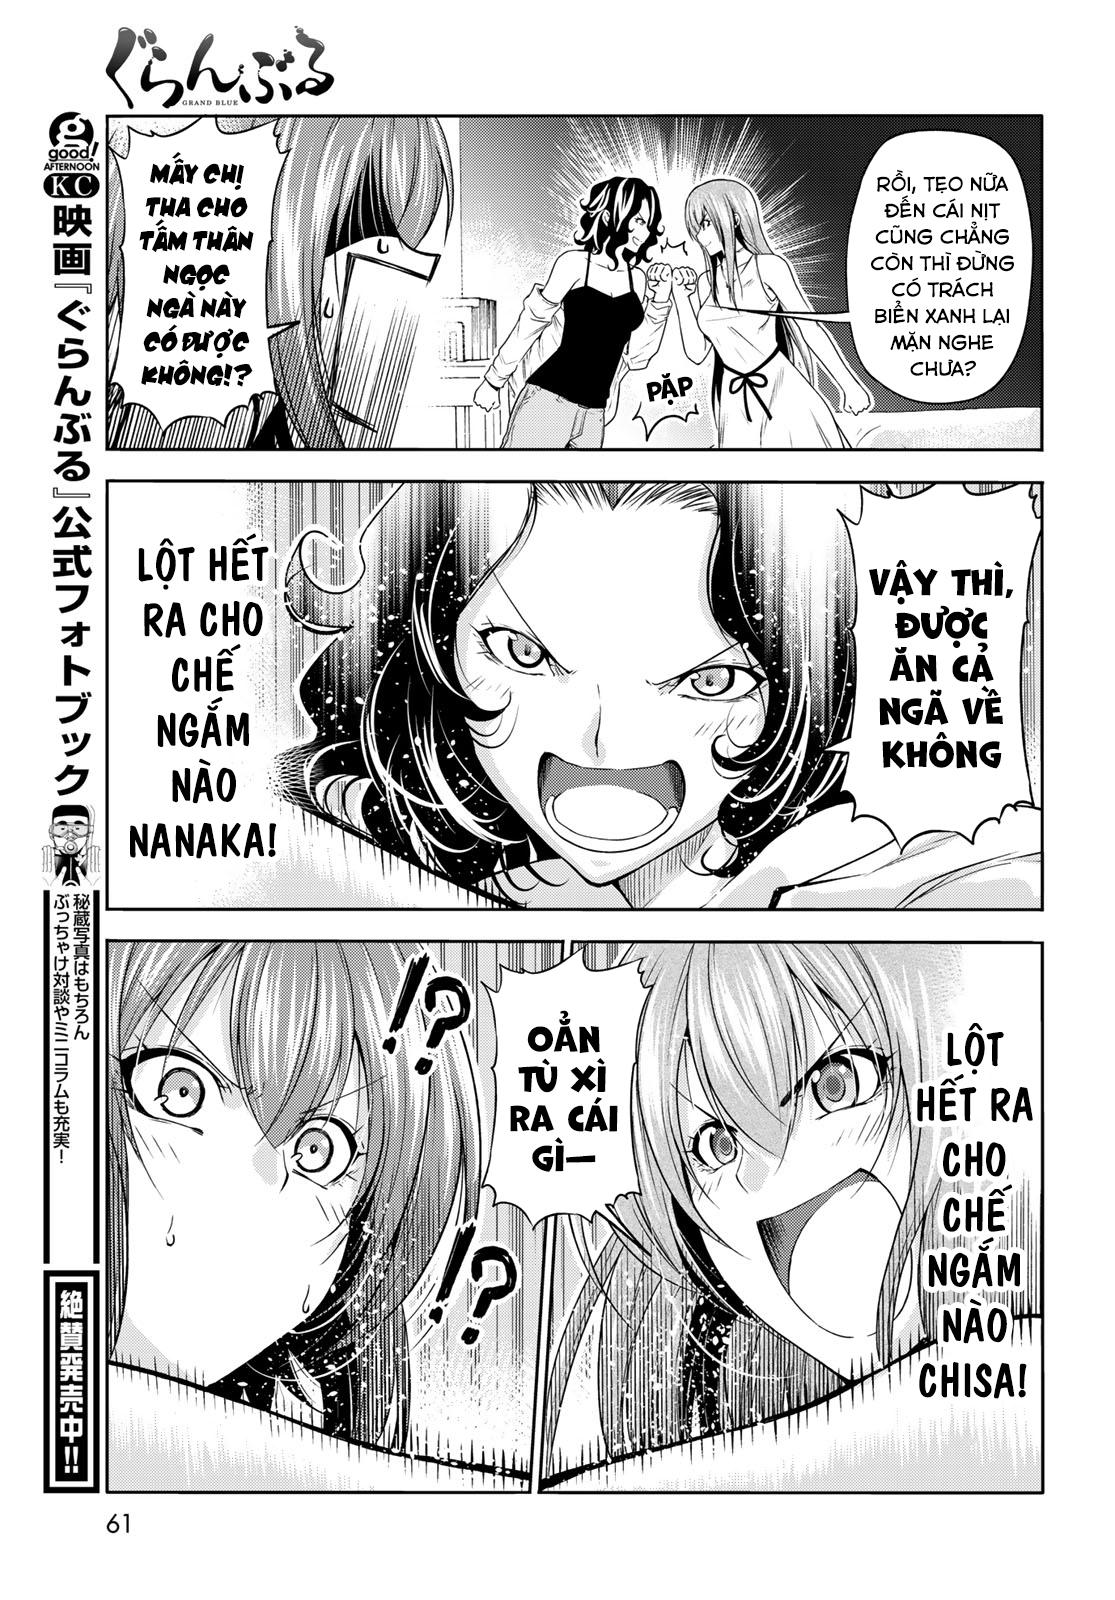 ぐらんぶる
GRAND BLUE
good!
AFTERNOON
KC
映画『ぐらんぶる』公式フォトブック
秘蔵写真はもちろん
ぶっちゃけ対談やミニコラムも充実！
絶賛発売中!!
RỒI, TẸO NỮA
ĐẾN CÁI NỊT
CŨNG CHẲNG
CÒN THÌ ĐỪNG
CÓ TRÁCH
BIỂN XANH LẠI
MẶN NGHE
CHƯA?
PẶP
MẤY CHỊ
THA CHO
TẤM THÂN
NGỌC
NGÀ NÀY
CÓ ĐƯỢC
KHÔNG!?
VẬY THÌ,
ĐƯỢC
ĂN CẢ
NGÃ VỀ
KHÔNG
LỘT HẾT
RA CHO
CHẾ
NGẮM
NÀO
NANAKA!
LỘT
HẾT RA
CHO
CHẾ
NGẮM
NÀO
CHISA!
OẲN
TÙ XÌ
RA CÁI
GÌ—
!?
!?
61